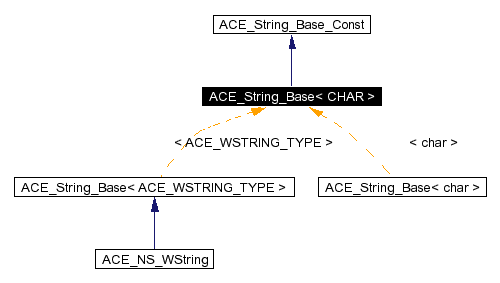 ACE_String_Base_Const
ACE_String_Base< CHAR >
< ACE_WSTRING_TYPE >
< char >
ACE_String_Base< ACE_WSTRING_TYPE >
ACE_String_Base< char >
ACE_NS_WString